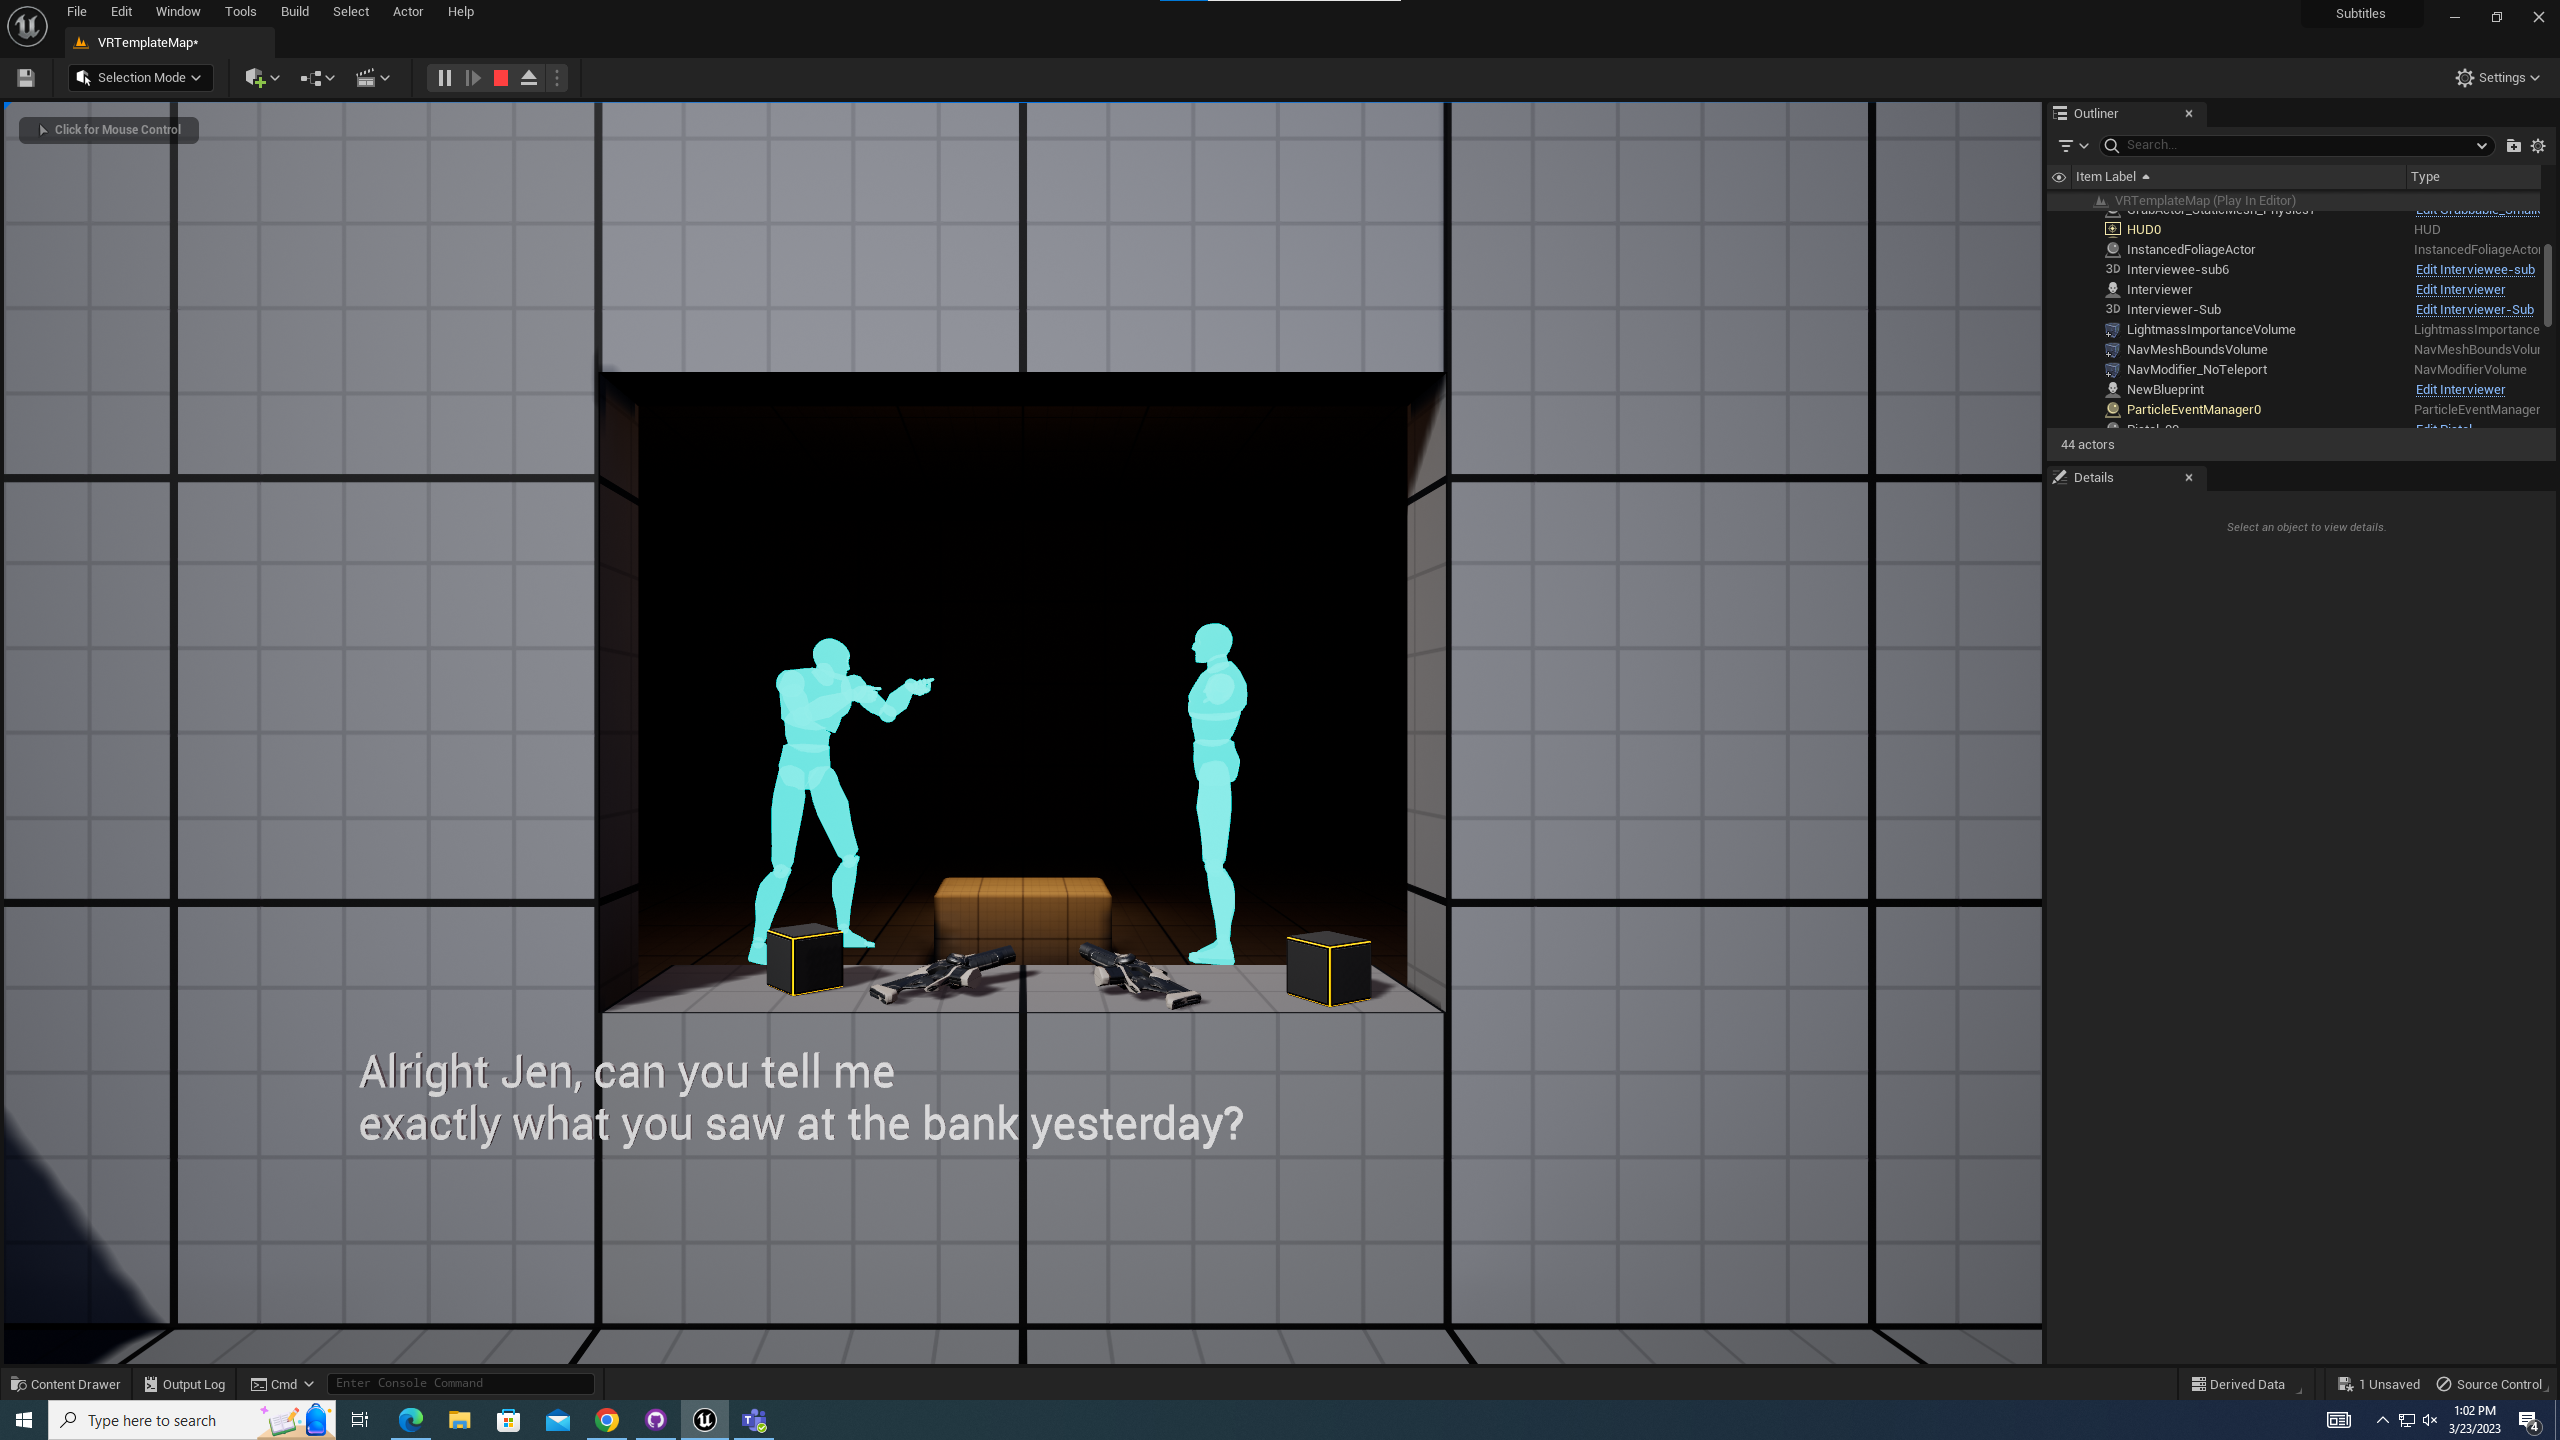 File Edit Window Tools Build Select Actor Help
Subtitles
VRTemplateMap*
Selection Mode
Settings
Click for Mouse Control
Outliner
Search...
Item Label Type
VRTemplateMap (Play In Editor)
HUD0 HUD
InstancedFoliageActor InstancedFoliageActor
Interviewee-sub6 Edit Interviewee-sub
Interviewer Edit Interviewer
Interviewer-Sub Edit Interviewer-Sub
LightmassImportanceVolume LightmassImportance
NavMeshBoundsVolume NavMeshBoundsVolum
NavModifier_NoTeleport NavModifierVolume
NewBlueprint Edit Interviewer
ParticleEventManager0 ParticleEventManager
44 actors
Details
Select an object to view details.
Alright Jen, can you tell me
exactly what you saw at the bank yesterday?
Content Drawer Output Log Cmd Enter Console Command
Derived Data 1 Unsaved Source Control
Type here to search
1:02 PM
3/23/2023
4